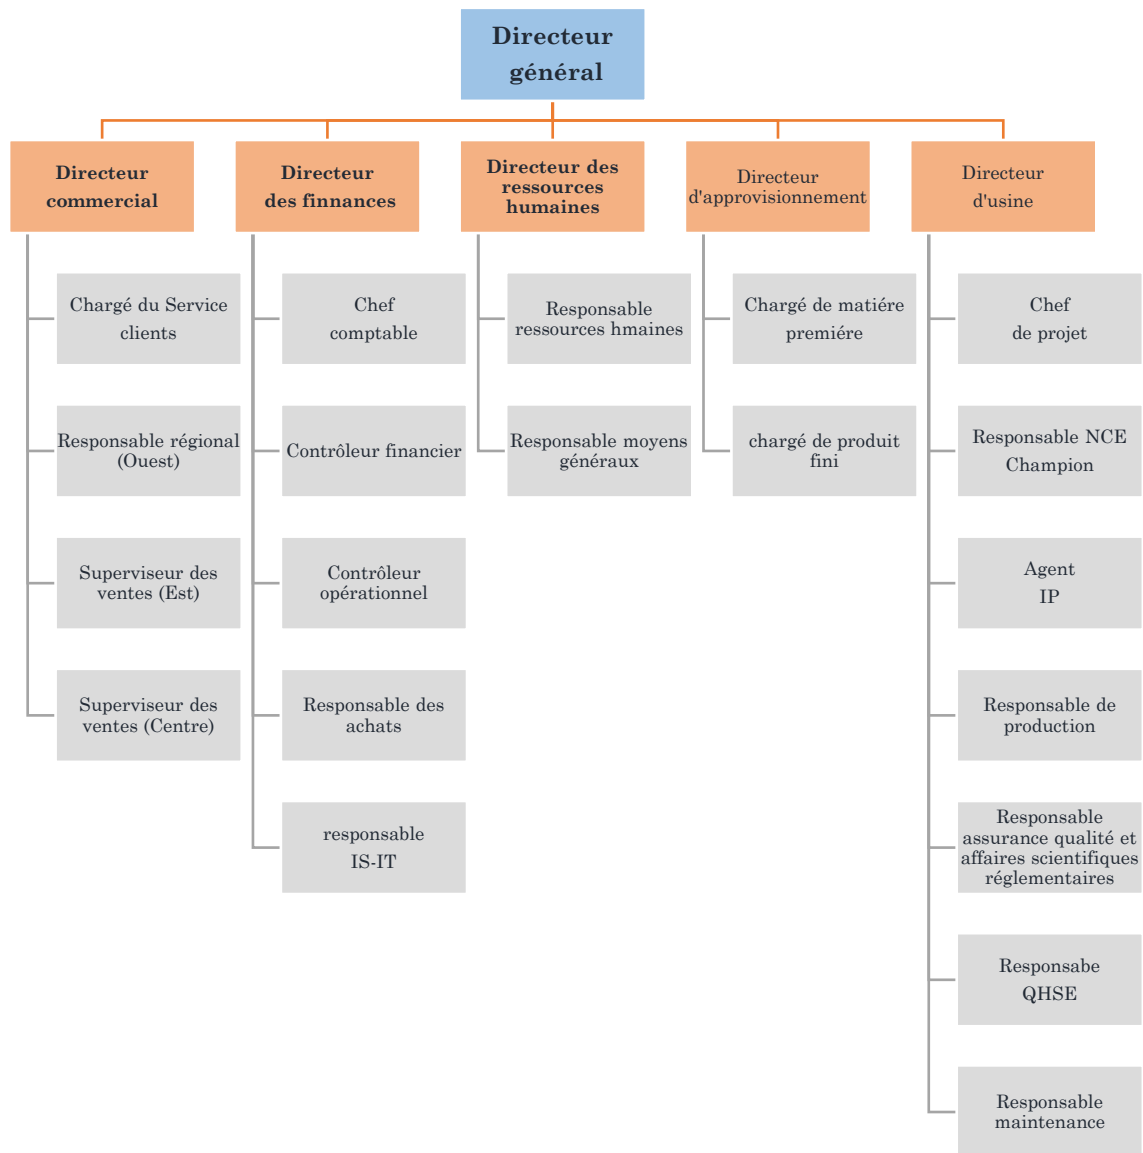 Directeur
général
Directeur
commercial
Directeur
des finnances
Directeur des
ressources
humaines
Directeur
d'approvisionnement
Directeur
d'usine
Chargé du Service
clients
Responsable régional
(Ouest)
Superviseur des
ventes (Est)
Superviseur des
ventes (Centre)
Chef
comptable
Contrôleur financier
Contrôleur
opérationnel
Responsable des
achats
responsable
IS-IT
Responsable
ressources hmaines
Responsable moyens
généraux
Chargé de matiére
premiére
chargé de produit
fini
Chef
de projet
Responsable NCE
Champion
Agent
IP
Responsable de
production
Responsable
assurance qualité et
affaires scientifiques
réglementaires
Responsabe
QHSE
Responsable
maintenance